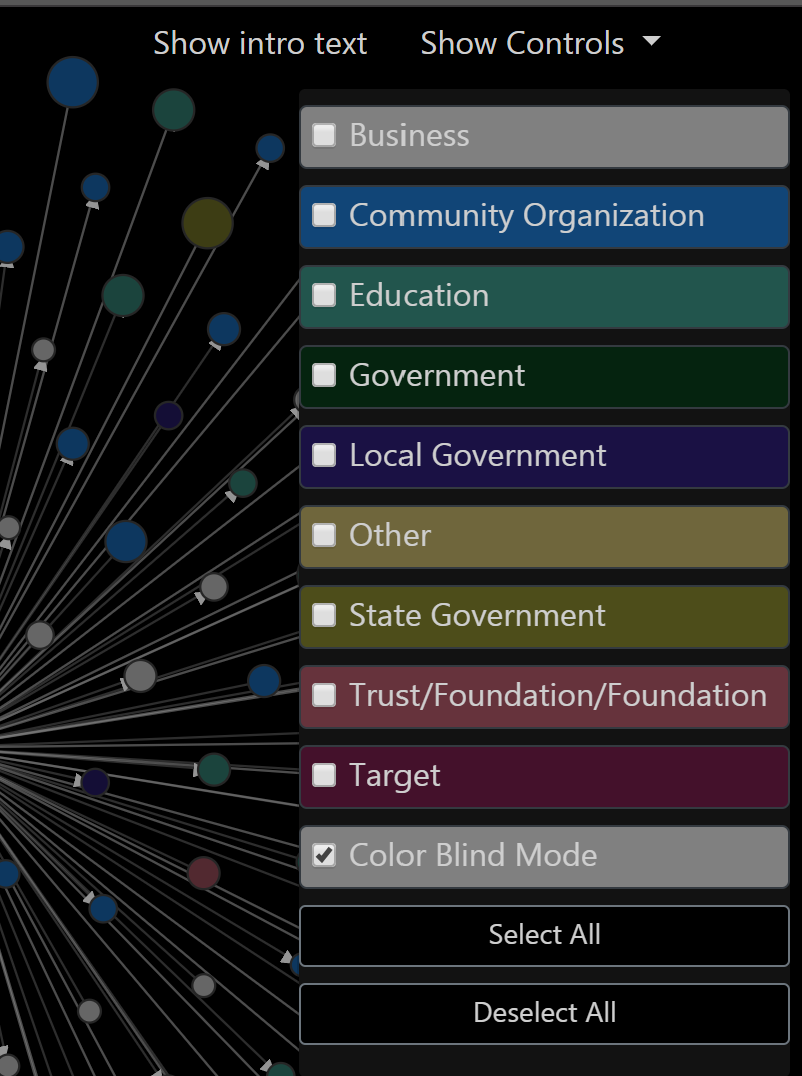 Show intro text Show Controls
Business
Community Organization
Education
Government
Local Government
Other
State Government
Trust/Foundation/Foundation
Target
Color Blind Mode
Select All
Deselect All